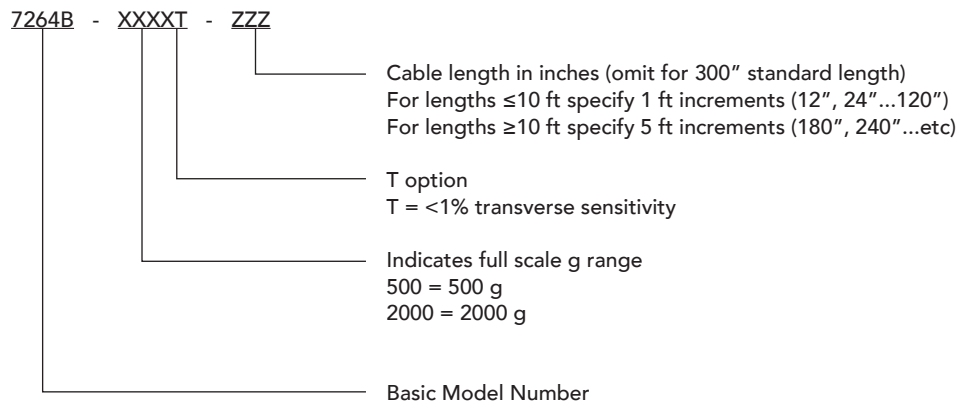 7264B - XXXXT - ZZZ
Cable length in inches (omit for 300” standard length)
For lengths ≤10 ft specify 1 ft increments (12”, 24”...120”)
For lengths ≥10 ft specify 5 ft increments (180”, 240”...etc)
T option
T = <1% transverse sensitivity
Indicates full scale g range
500 = 500 g
2000 = 2000 g
Basic Model Number